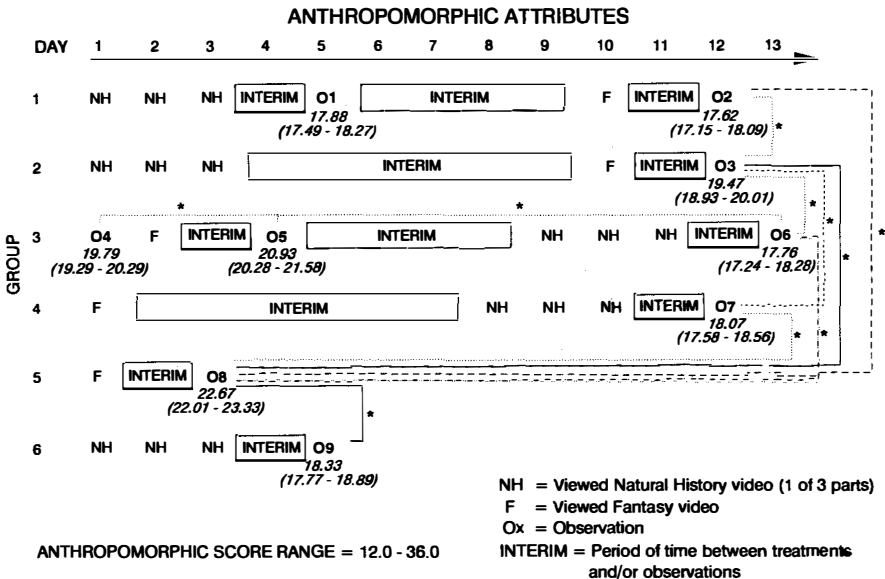 ANTHROPOMORPHIC ATTRIBUTES
DAY 1 2 3 4 5 6 7 8 9 10 11 12 13
GROUP
1 NH NH NH INTERIM O1 INTERIM F INTERIM O2
17.88 17.62
(17.49 - 18.27) (17.15 - 18.09) *
2 NH NH NH INTERIM F INTERIM O3
19.47
(18.93 - 20.01)
* * * * *
3 O4 F INTERIM O5 INTERIM NH NH NH INTERIM O6
19.79 20.93 17.76
(19.29 - 20.29) (20.28 - 21.58) (17.24 - 18.28) * *
4 F INTERIM NH NH NH INTERIM O7
18.07
(17.58 - 18.56) * *
5 F INTERIM O8
22.67
(22.01 - 23.33)
*
6 NH NH NH INTERIM O9
18.33
(17.77 - 18.89)
NH = Viewed Natural History video (1 of 3 parts)
F = Viewed Fantasy video
Ox = Observation
ANTHROPOMORPHIC SCORE RANGE = 12.0 - 36.0 INTERIM = Period of time between treatments
and/or observations